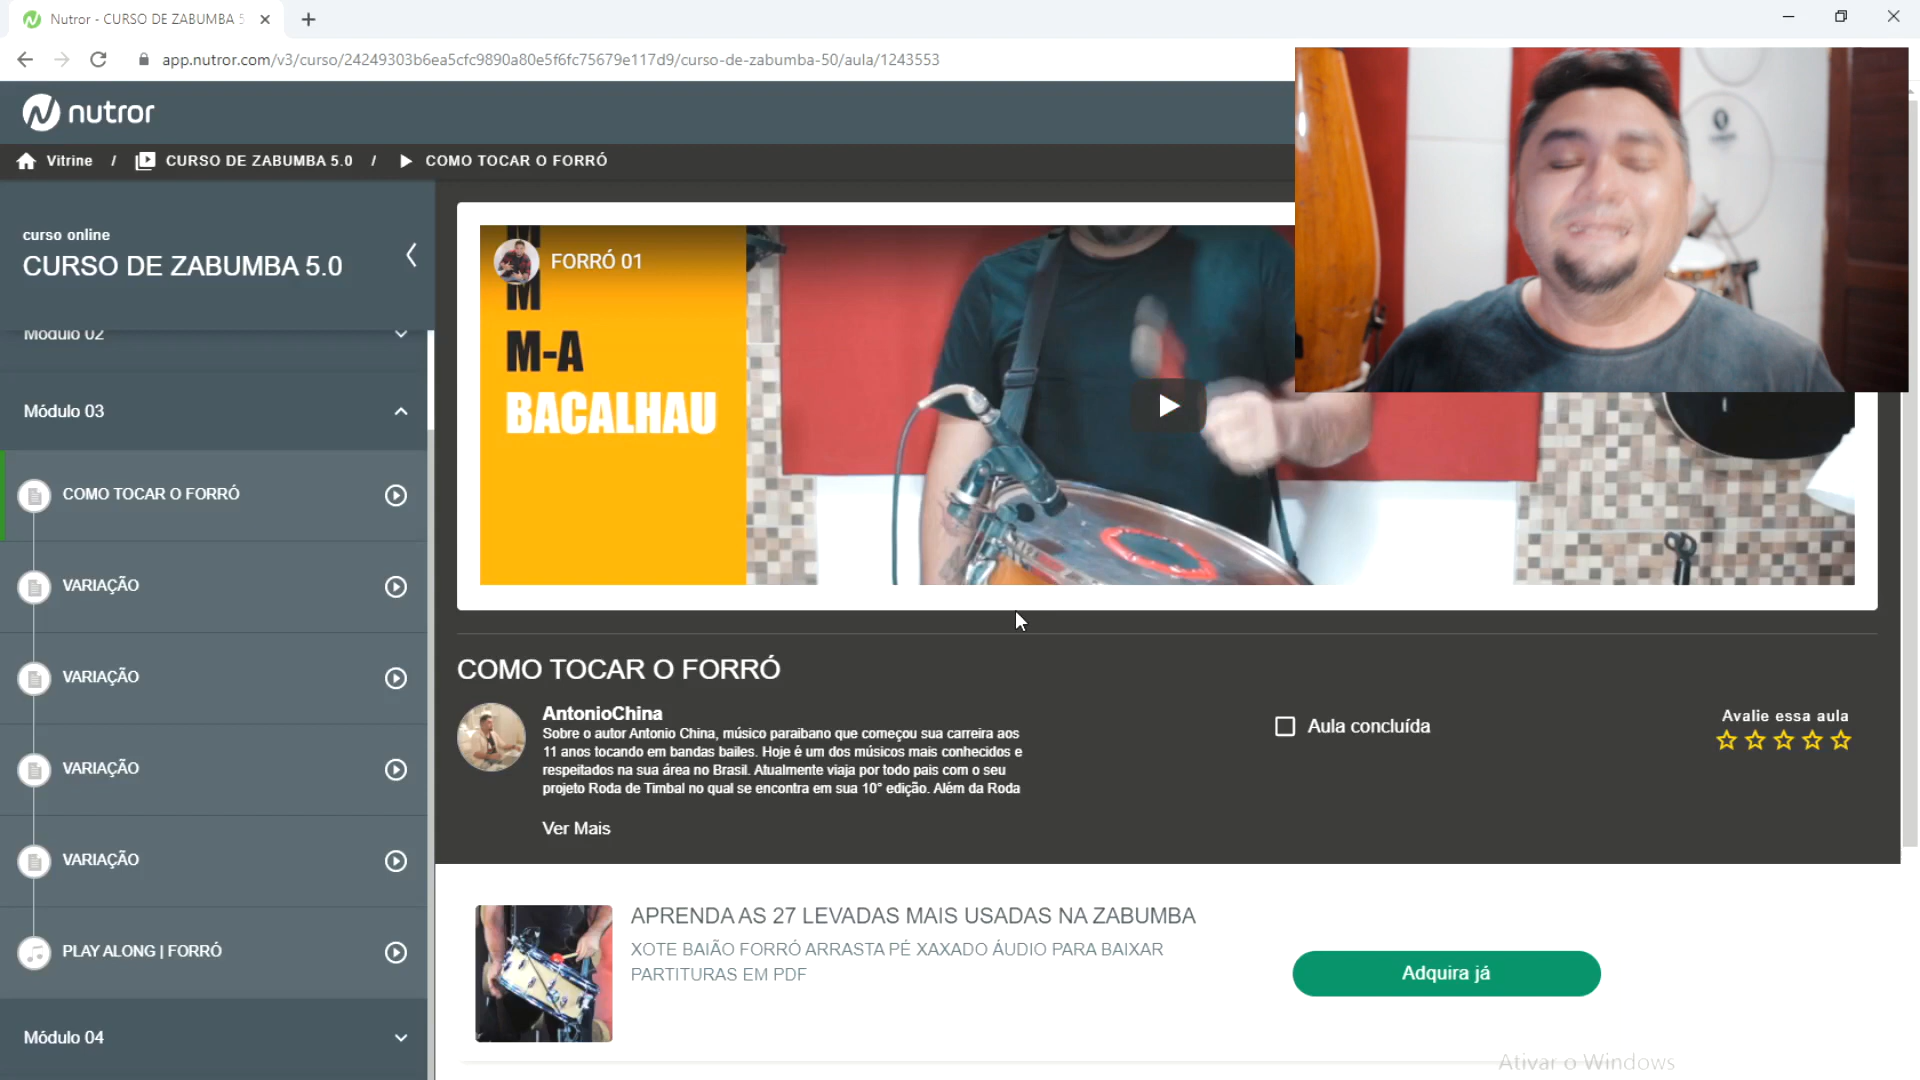 Nutror - CURSO DE ZABUMBA 5
app.nutror.com/v3/curso/24249303b6ea5cfc9890a80e5f6fc75679e117d9/curso-de-zabumba-50/aula/1243553
nutror
Vitrine / CURSO DE ZABUMBA 5.0 / COMO TOCAR O FORRÓ
curso online
CURSO DE ZABUMBA 5.0
Módulo 02
Módulo 03
COMO TOCAR O FORRÓ
VARIAÇÃO
VARIAÇÃO
VARIAÇÃO
VARIAÇÃO
PLAY ALONG | FORRÓ
Módulo 04
FORRÓ 01
M
M
M-A
BACALHAU
COMO TOCAR O FORRÓ
AntonioChina
Sobre o autor Antonio China, músico paraibano que começou sua carreira aos
11 anos tocando em bandas bailes. Hoje é um dos músicos mais conhecidos e
respeitados na sua área no Brasil. Atualmente viaja por todo pais com o seu
projeto Roda de Timbal no qual se encontra em sua 10° edição. Além da Roda
Ver Mais
Aula concluída
Avalie essa aula
APRENDA AS 27 LEVADAS MAIS USADAS NA ZABUMBA
XOTE BAIÃO FORRÓ ARRASTA PÉ XAXADO ÁUDIO PARA BAIXAR
PARTITURAS EM PDF
Adquira já
Ativar o Windows